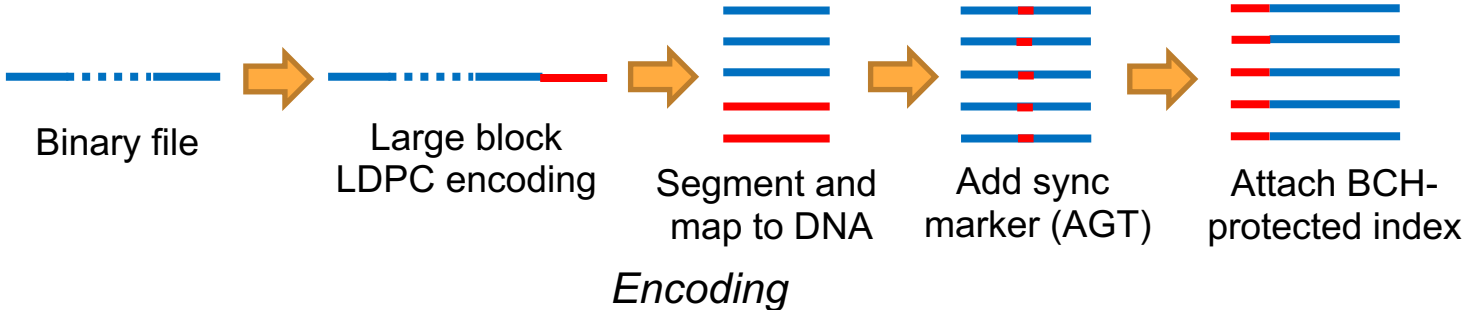 Binary file
Large block
LDPC encoding
Segment and
map to DNA
Add sync
marker (AGT)
Attach BCH-
protected index
Encoding